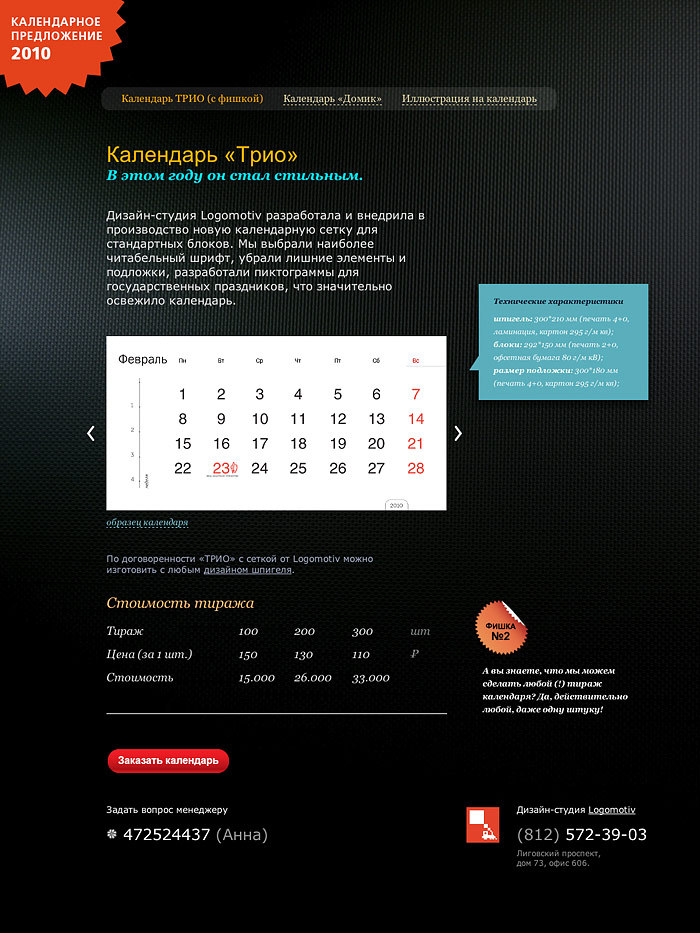 КАЛЕНДАРНОЕ
ПРЕДЛОЖЕНИЕ
2010
Календарь ТРИО (с фишкой) Календарь «Домик» Иллюстрация на календарь
Календарь «Трио»
В этом году он стал стильным.
Дизайн-студия Logomotiv разработала и внедрила в
производство новую календарную сетку для
стандартных блоков. Мы выбрали наиболее
читабельный шрифт, убрали лишние элементы и
подложки, разработали пиктограммы для
государственных праздников, что значительно
освежило календарь.
Технические характеристики
шпигель: 300*210 мм (печать 4+0,
ламинация, картон 295 г/м кв);
блоки: 292*150 мм (печать 2+0,
офсетная бумага 80 г/м кВ);
размер подложки: 300*180 мм
(печать 4+0, картон 295 г/м кв);
Февраль Пн Вт Ср Чт Пт Сб Вс
1 2 3 4 5 6 7
1
8 9 10 11 12 13 14
2
15 16 17 18 19 20 21
3
22 23 24 25 26 27 28
4 недели
2010
образец календаря
По договоренности «ТРИО» с сеткой от Logomotiv можно
изготовить с любым дизайном шпигеля.
Стоимость тиража
Тираж 100 200 300 шт
Цена (за 1 шт.) 150 130 110 ₽
Стоимость 15.000 26.000 33.000
ФИШКА
№2
А вы знаете, что мы можем
сделать любой (!) тираж
календаря? Да, действительно
любой, даже одну штуку!
Заказать календарь
Задать вопрос менеджеру
472524437 (Анна)
Дизайн-студия Logomotiv
(812) 572-39-03
Лиговский проспект,
дом 73, офис 606.